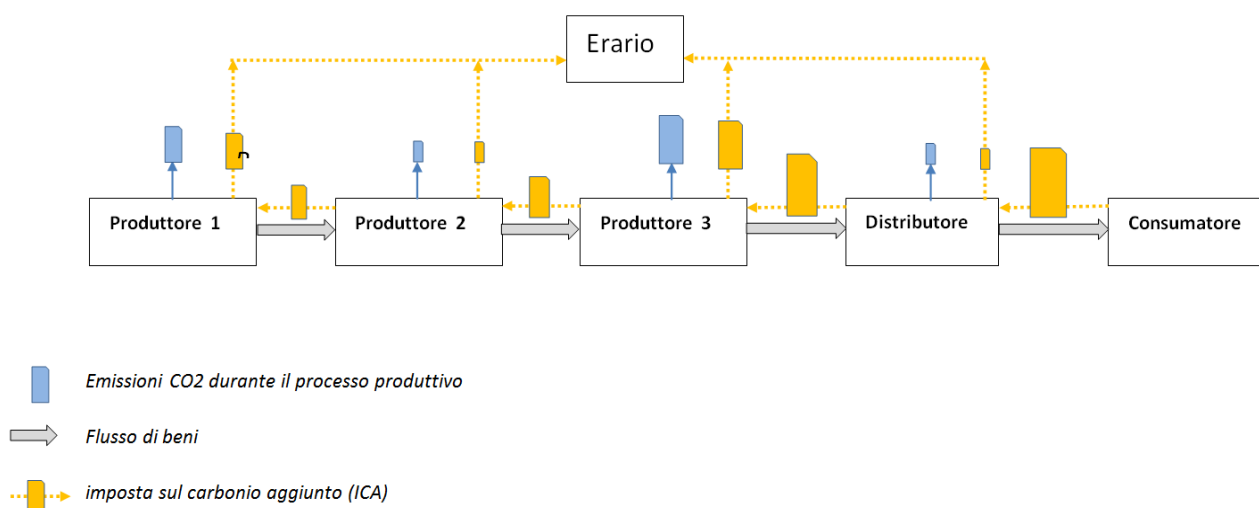 Erario
Produttore 1
Produttore 2
Produttore 3
Distributore
Consumatore
Emissioni CO2 durante il processo produttivo
Flusso di beni
imposta sul carbonio aggiunto (ICA)